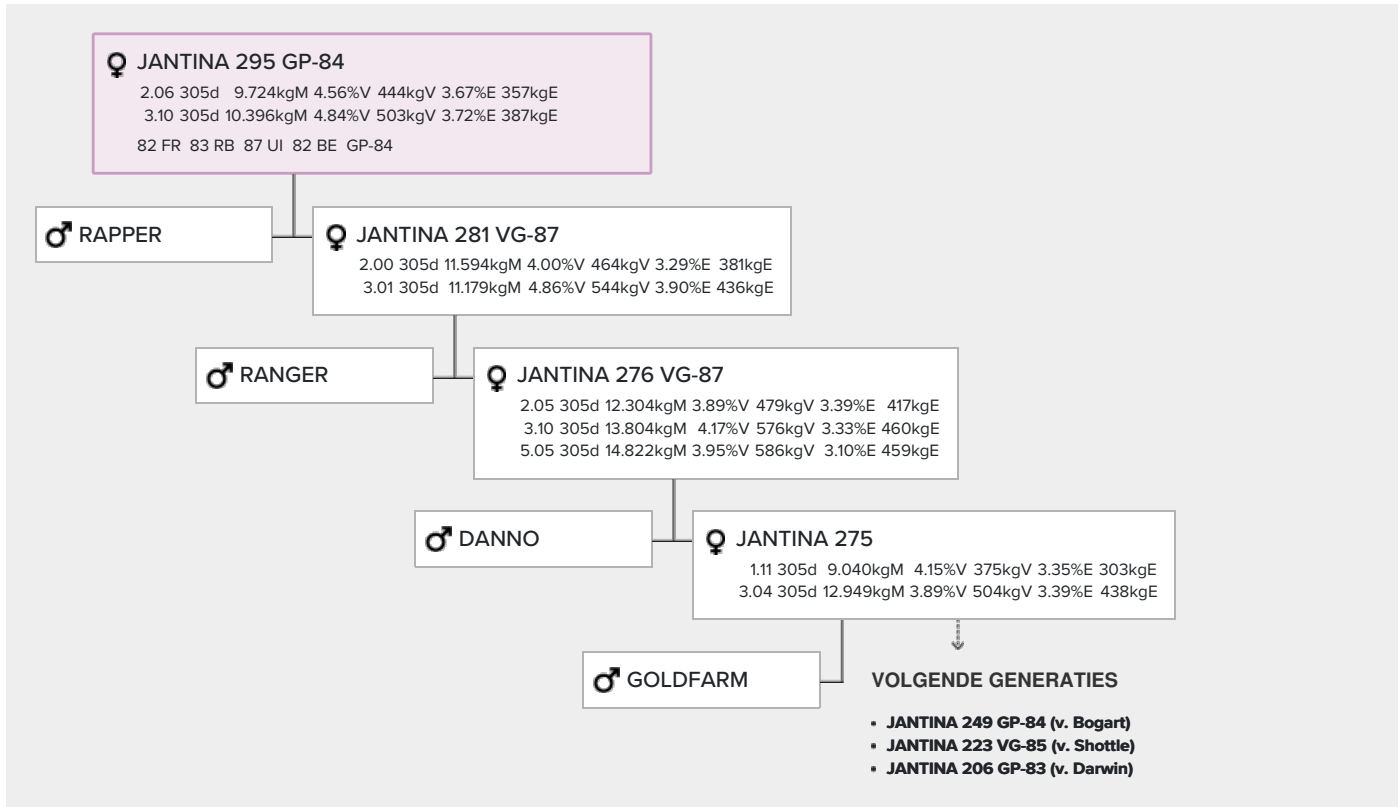 JANTINA 295 GP-84
2.06 305d 9.724kgM 4.56%V 444kgV 3.67%E 357kgE
3.10 305d 10.396kgM 4.84%V 503kgV 3.72%E 387kgE
82 FR 83 RB 87 UI 82 BE GP-84
RAPPER
JANTINA 281 VG-87
2.00 305d 11.594kgM 4.00%V 464kgV 3.29%E 381kgE
3.01 305d 11.179kgM 4.86%V 544kgV 3.90%E 436kgE
RANGER
JANTINA 276 VG-87
2.05 305d 12.304kgM 3.89%V 479kgV 3.39%E 417kgE
3.10 305d 13.804kgM 4.17%V 576kgV 3.33%E 460kgE
5.05 305d 14.822kgM 3.95%V 586kgV 3.10%E 459kgE
DANNO
JANTINA 275
1.11 305d 9.040kgM 4.15%V 375kgV 3.35%E 303kgE
3.04 305d 12.949kgM 3.89%V 504kgV 3.39%E 438kgE
GOLDFARM
VOLGENDE GENERATIES
• JANTINA 249 GP-84 (v. Bogart)
• JANTINA 223 VG-85 (v. Shottle)
• JANTINA 206 GP-83 (v. Darwin)